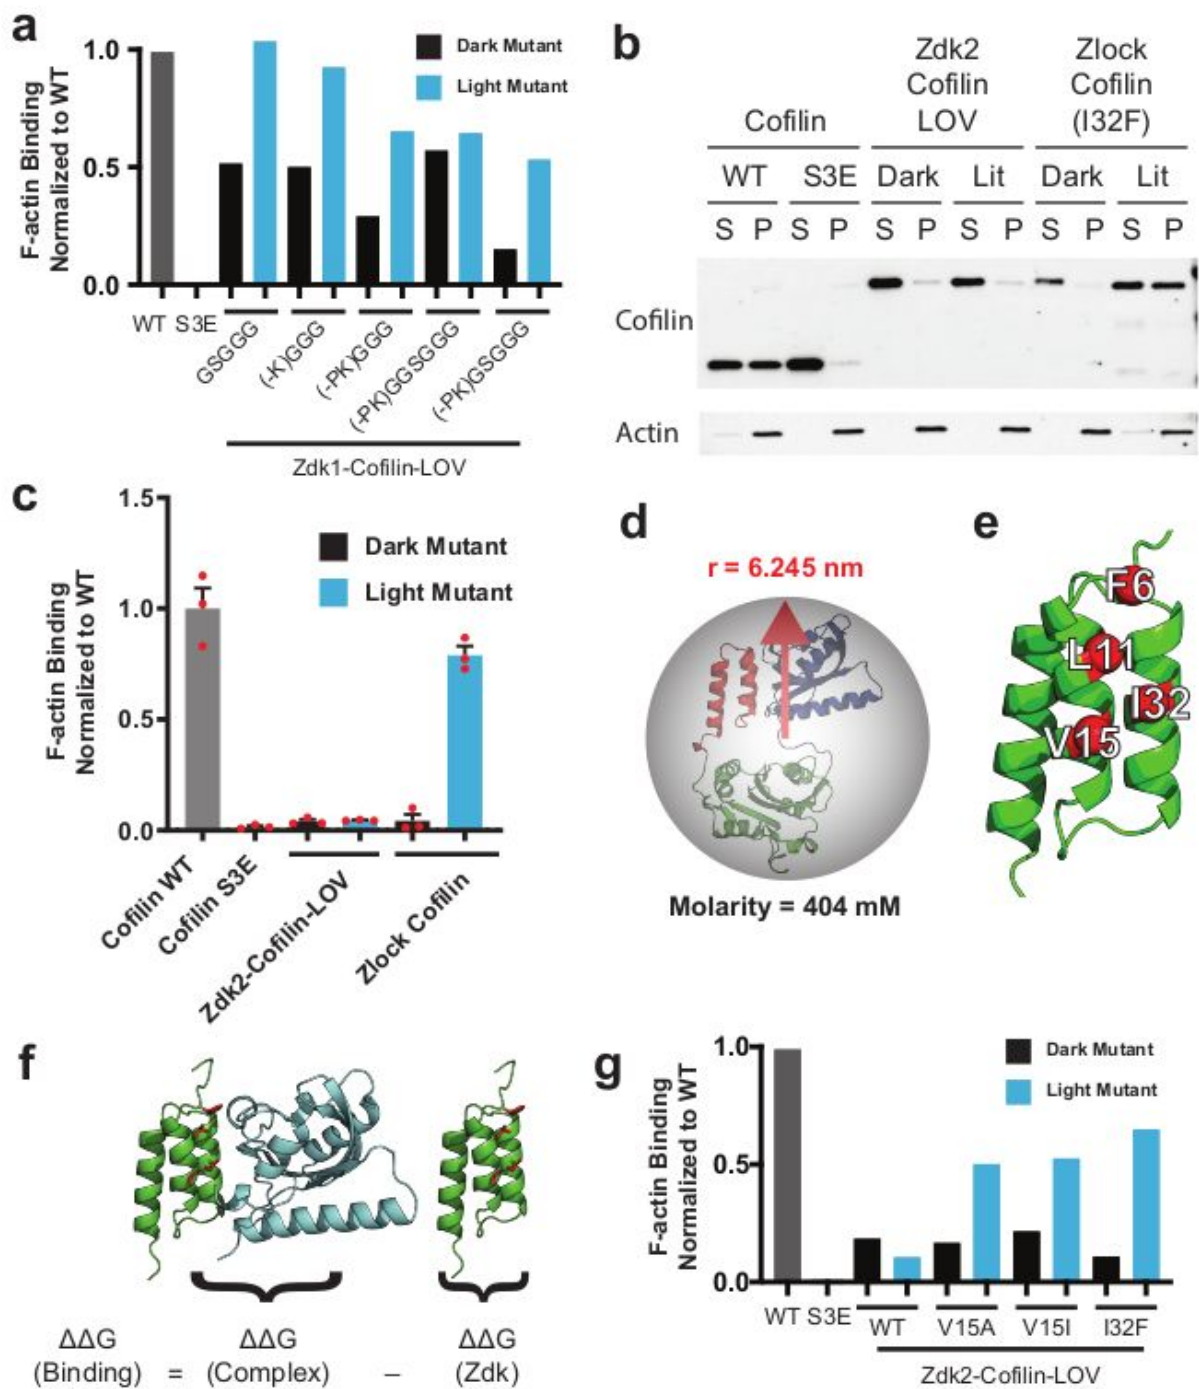 a
F-actin Binding
Normalized to WT
1.0
0.5
0.0
Dark Mutant
Light Mutant
WT S3E
GSGGG
(-K)GGG
(-PK)GGG
(-PK)GGSGGG
(-PK)GSGGG
Zdk1-Cofilin-LOV
b
Cofilin
Zdk2
Cofilin
LOV
Zlock
Cofilin
(I32F)
WT S3E Dark Lit Dark Lit
S P S P S P S P S P S P
Cofilin
Actin
c
F-actin Binding
Normalized to WT
1.5
1.0
0.5
0.0
Dark Mutant
Light Mutant
Cofilin WT
Cofilin S3E
Zdk2-Cofilin-LOV
Zlock Cofilin
d
r = 6.245 nm
Molarity = 404 mM
e
F6
L11
I32
V15
f
ΔΔG ΔΔG ΔΔG
(Binding) = (Complex) – (Zdk)
g
F-actin Binding
Normalized to WT
1.0
0.5
0.0
Dark Mutant
Light Mutant
WT S3E
WT V15A V15I I32F
Zdk2-Cofilin-LOV